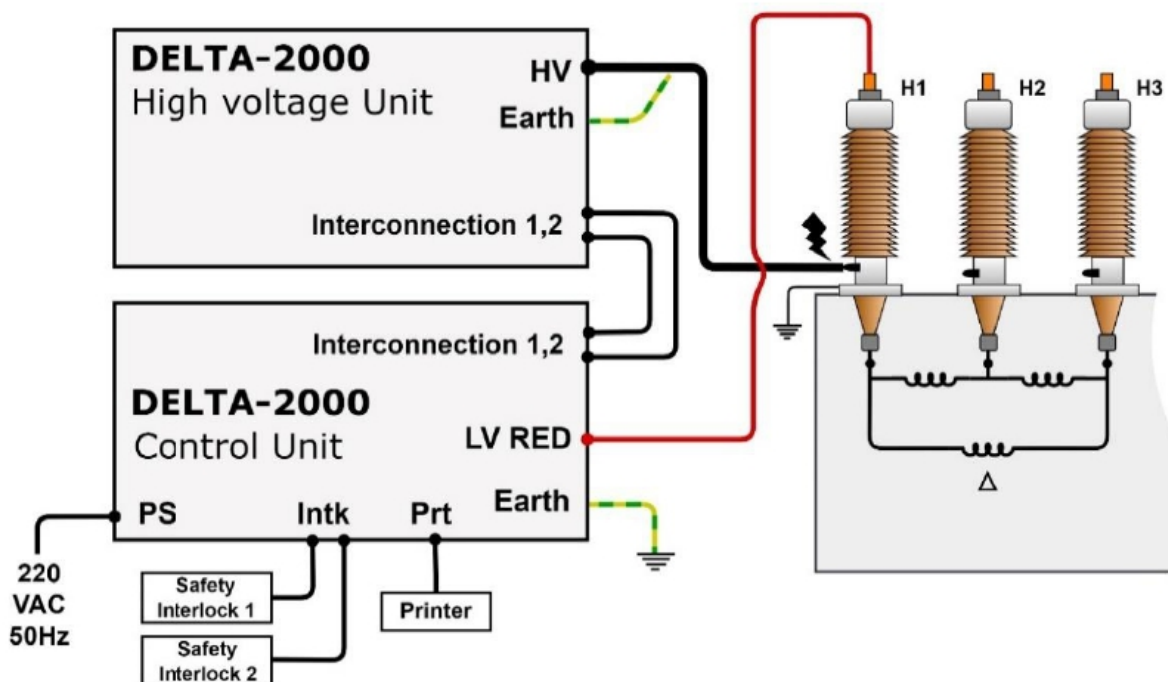 DELTA-2000
High voltage Unit
HV
Earth
Interconnection 1,2
H1
H2
H3
Interconnection 1,2
DELTA-2000
Control Unit
LV RED
Earth
PS
Intk
Prt
220
VAC
50Hz
Safety
Interlock 1
Safety
Interlock 2
Printer
Δ